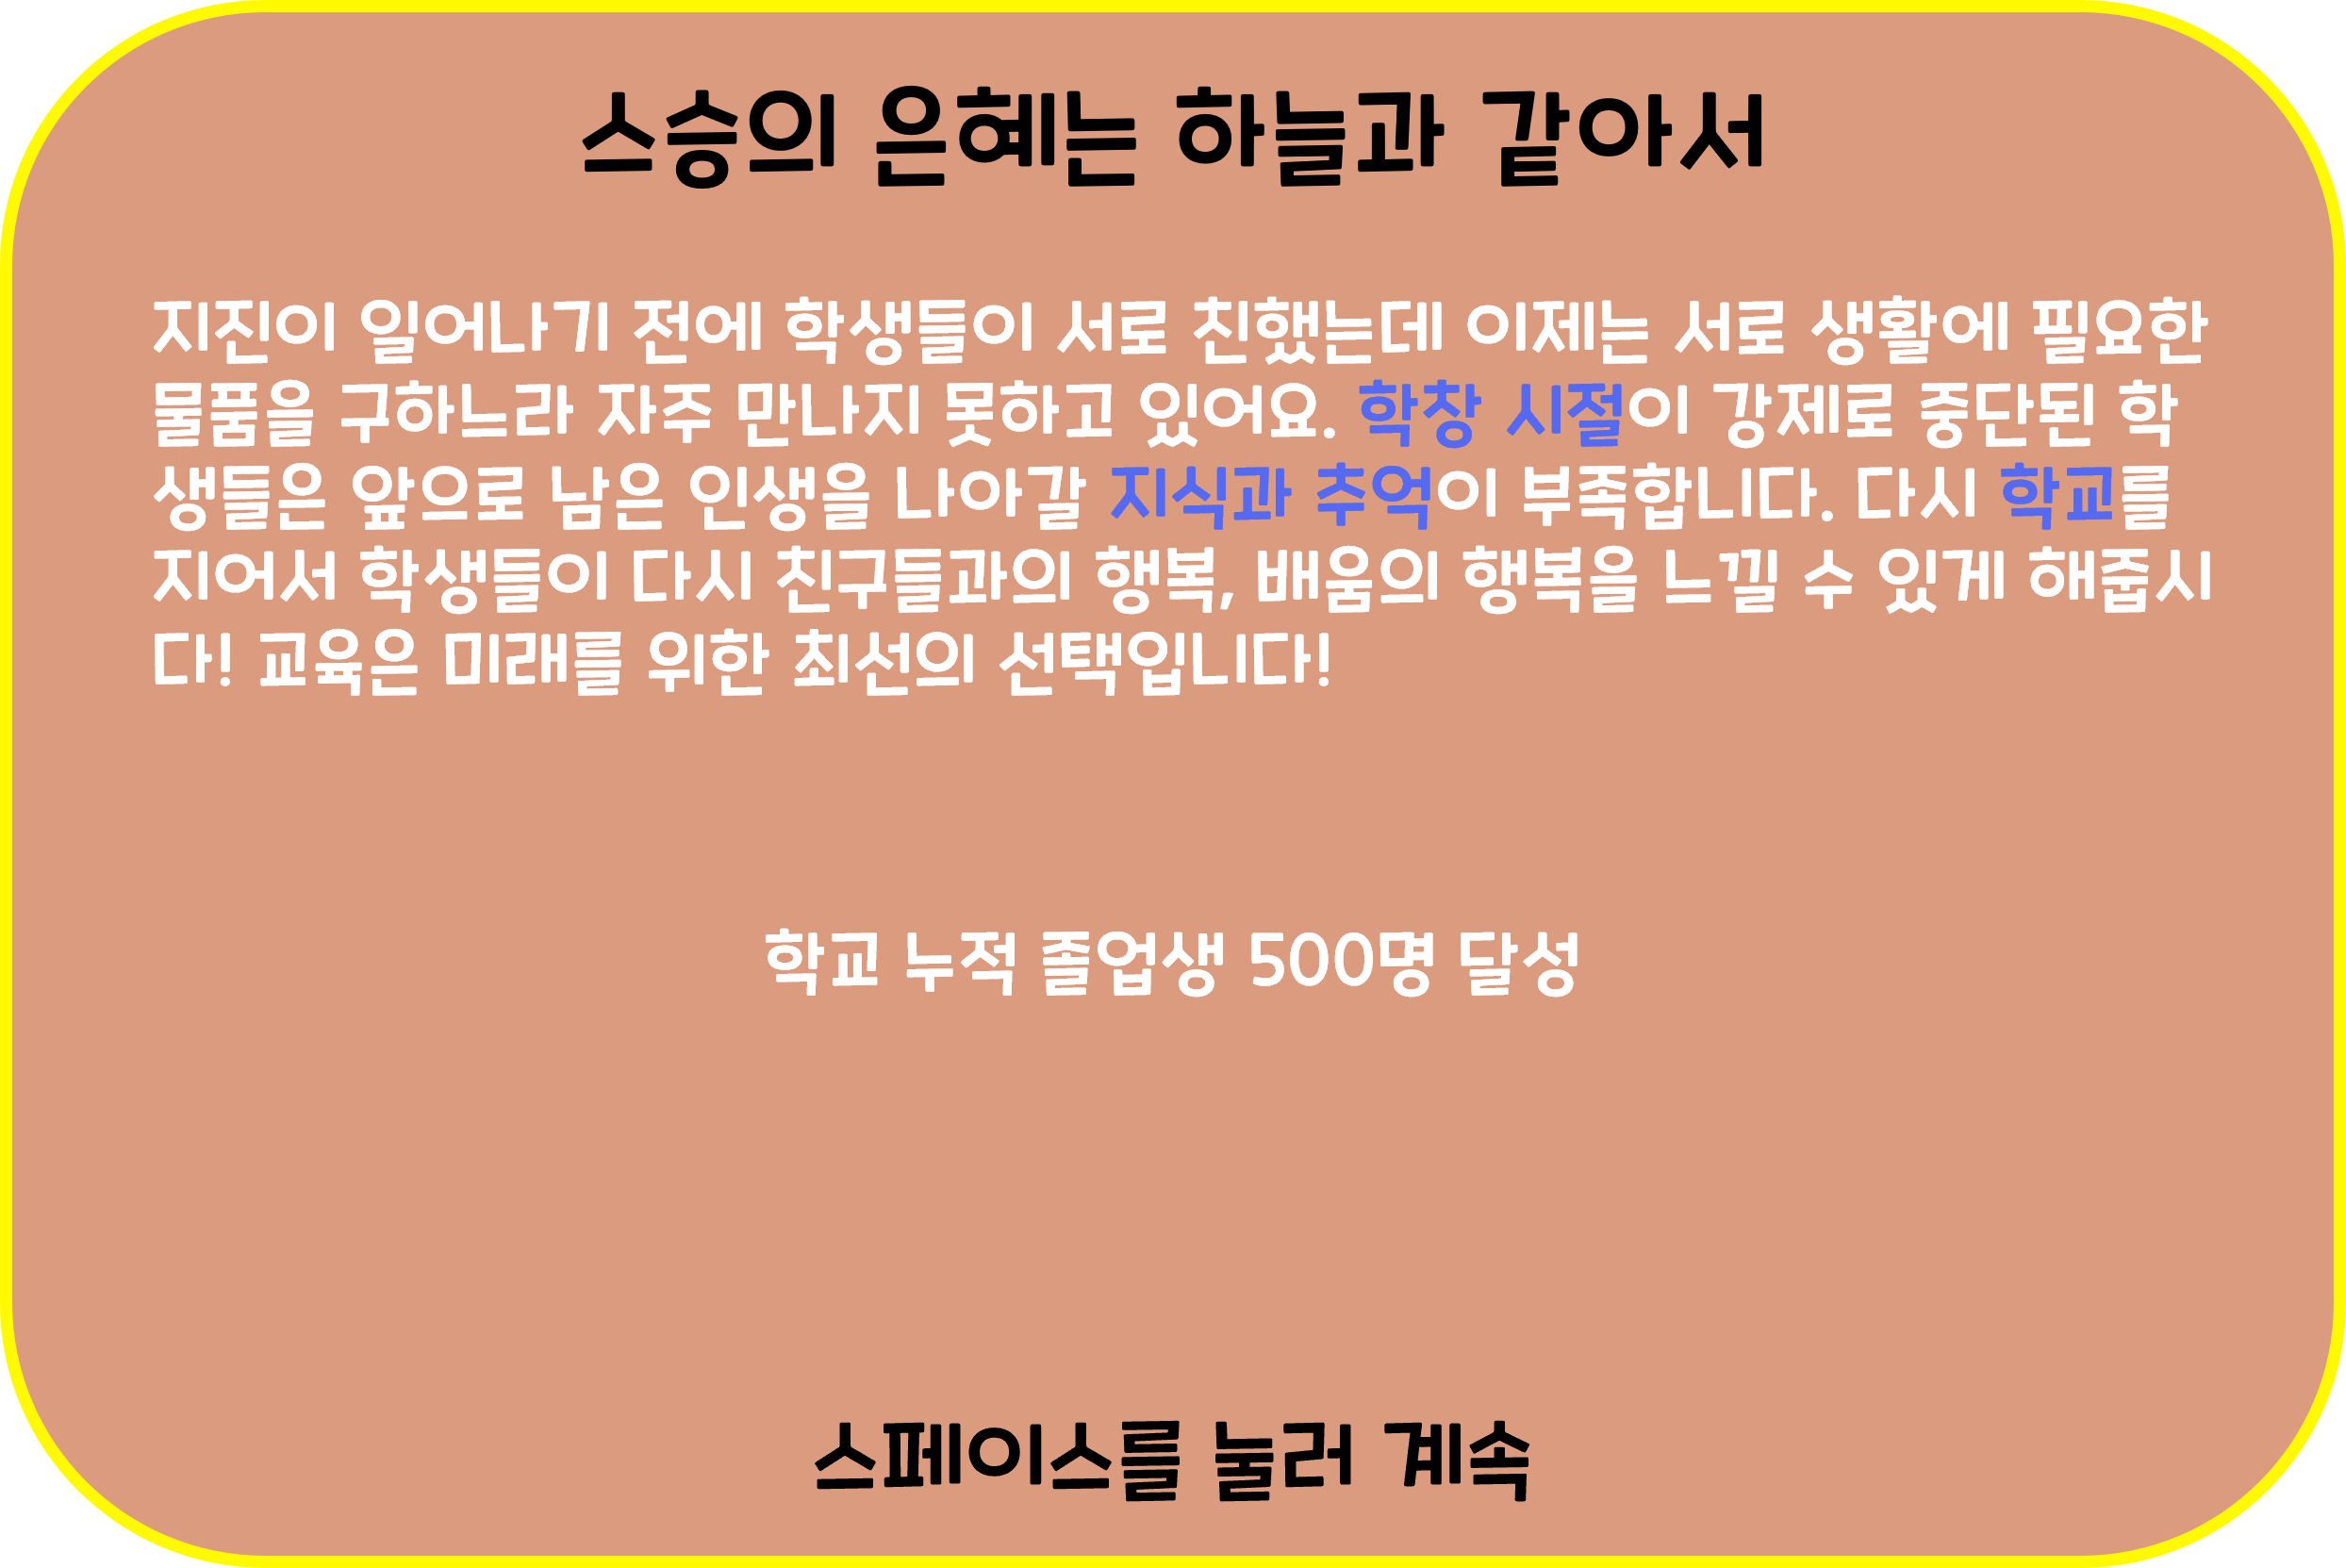 스승의 은혜는 하늘과 같아서
지진이 일어나기 전에 학생들이 서로 친했는데 이제는 서로 생활에 필요한
물품을 구하느라 자주 만나지 못하고 있어요. 학창 시절이 강제로 중단된 학
생들은 앞으로 남은 인생을 나아갈 지식과 추억이 부족합니다. 다시 학교를
지어서 학생들이 다시 친구들과의 행복, 배움의 행복을 느낄 수 있게 해줍시
다! 교육은 미래를 위한 최선의 선택입니다!
학교 누적 졸업생 500명 달성
스페이스를 눌러 계속